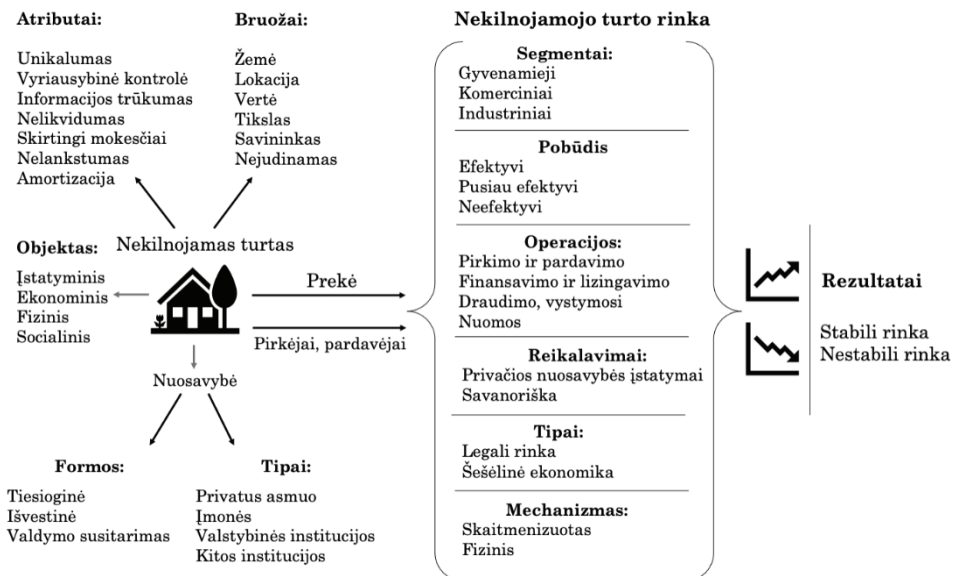 Atributai:
Unikalumas
Vyriausybinė kontrolė
Informacijos trūkumas
Nelikvidumas
Skirtingi mokesčiai
Nelankstumas
Amortizacija
Bruožai:
Žemė
Lokacija
Vertė
Tikslas
Savininkas
Nejudinamas
Objektas:
Įstatyminis
Ekonominis
Fizinis
Socialinis
Nekilnojamas turtas
Prekė
Pirkėjai, pardavėjai
Nuosavybė
Formos:
Tiesioginė
Išvestinė
Valdymo susitarimas
Tipai:
Privatus asmuo
Įmonės
Valstybinės institucijos
Kitos institucijos
Nekilnojamojo turto rinka
Segmentai:
Gyvenamieji
Komerciniai
Industriniai
Pobūdis
Efektyvi
Pusiau efektyvi
Neefektyvi
Operacijos:
Pirkimo ir pardavimo
Finansavimo ir lizingavimo
Draudimo, vystymosi
Nuomos
Reikalavimai:
Privačios nuosavybės įstatymai
Savanoriška
Tipai:
Legali rinka
Šešėlinė ekonomika
Mechanizmas:
Skaitmenizuotas
Fizinis
Rezultatai
Stabili rinka
Nestabili rinka